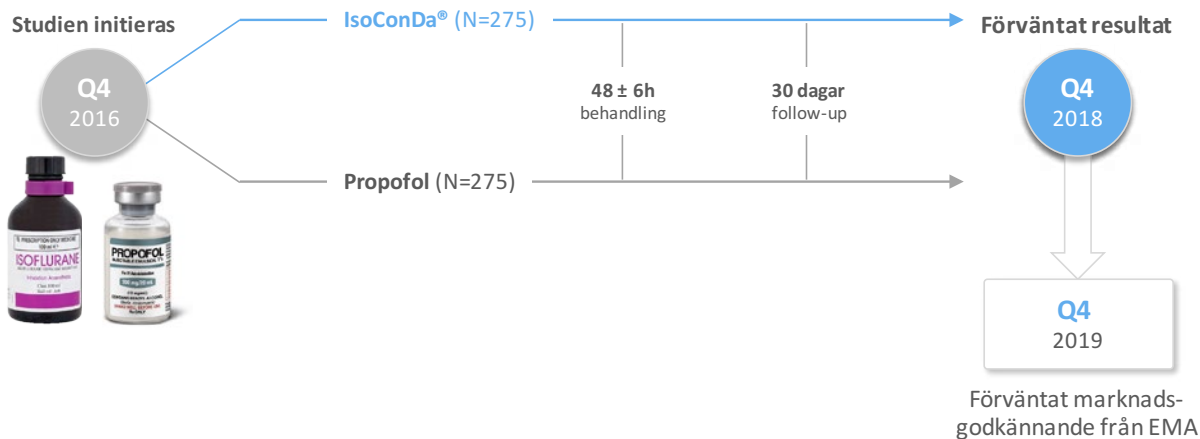 Studien initieras
Q4
2016
IsoConDa® (N=275)
48 ± 6h
behandling
30 dagar
follow-up
Propofol (N=275)
Förväntat resultat
Q4
2018
ISOFLURANE
PROPOFOL
Q4
2019
Förväntat marknads-
godkännande från EMA